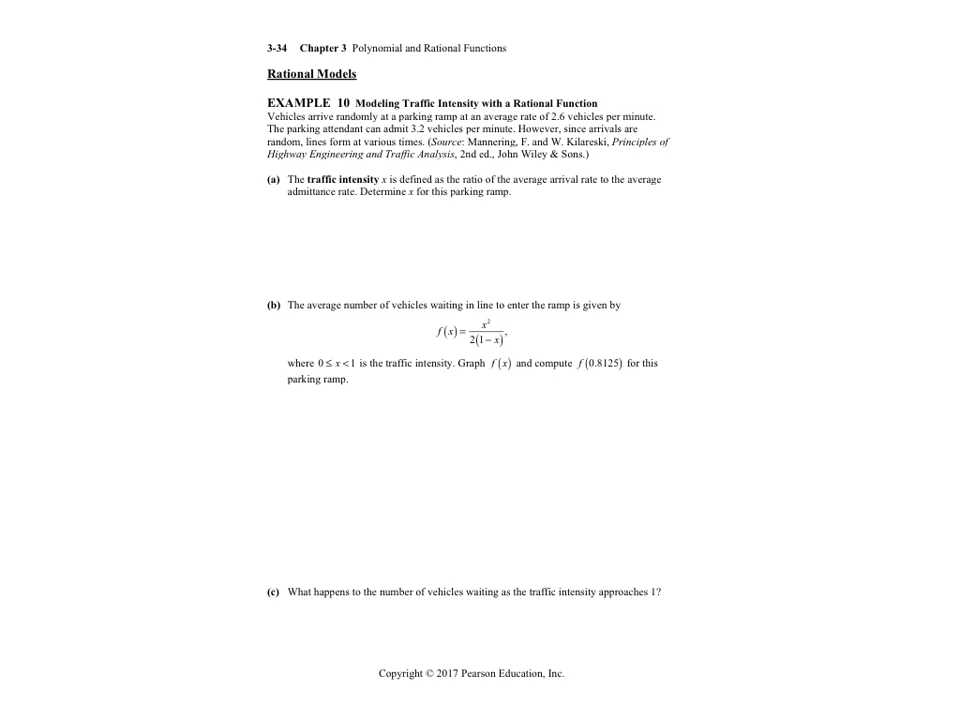 3-34 Chapter 3 Polynomial and Rational Functions
Rational Models
EXAMPLE 10 Modeling Traffic Intensity with a Rational Function
Vehicles arrive randomly at a parking ramp at an average rate of 2.6 vehicles per minute.
The parking attendant can admit 3.2 vehicles per minute. However, since arrivals are
random, lines form at various times. (Source: Mannering, F. and W. Kilareski, Principles of
Highway Engineering and Traffic Analysis, 2nd ed., John Wiley & Sons.)
(a) The traffic intensity x is defined as the ratio of the average arrival rate to the average
admittance rate. Determine x for this parking ramp.
(b) The average number of vehicles waiting in line to enter the ramp is given by
f(x) = x²/2(1−x),
where 0 ≤ x < 1 is the traffic intensity. Graph f(x) and compute f(0.8125) for this
parking ramp.
(c) What happens to the number of vehicles waiting as the traffic intensity approaches 1?
Copyright © 2017 Pearson Education, Inc.